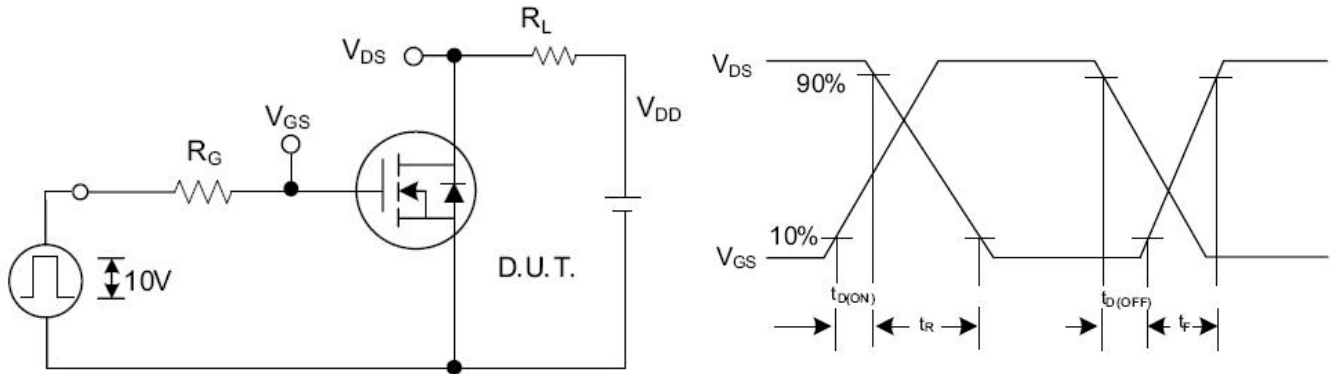 R_L
V_DS
V_GS
V_DD
R_G
10V
D.U.T.
V_DS
90%
10%
V_GS
t_D(ON)
t_R
t_D(OFF)
t_F